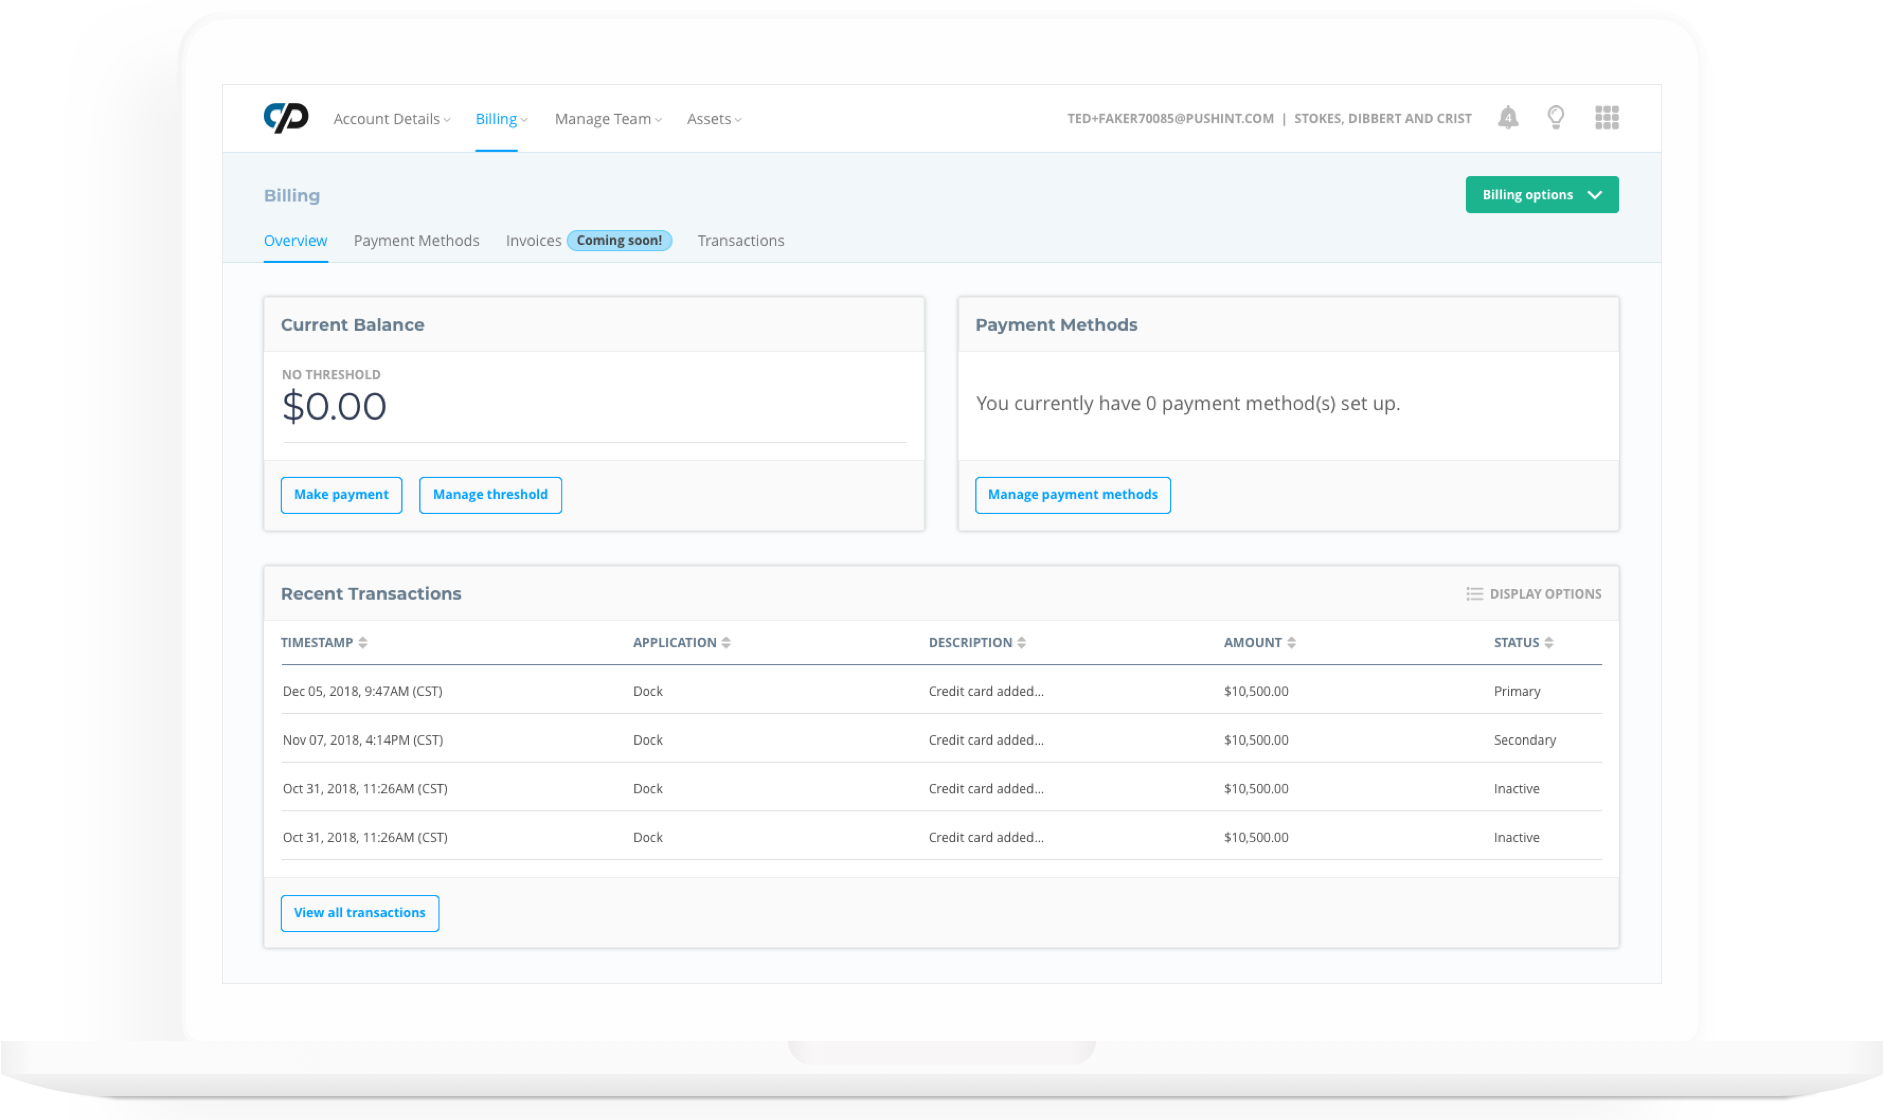 Account Details Billing Manage Team Assets TED+FAKER70085@PUSHINT.COM | STOKES, DIBBERT AND CRIST 4
Billing Billing options
Overview Payment Methods Invoices Coming soon! Transactions
Current Balance
NO THRESHOLD
$0.00
Make payment Manage threshold
Payment Methods
You currently have 0 payment method(s) set up.
Manage payment methods
Recent Transactions DISPLAY OPTIONS
TIMESTAMP APPLICATION DESCRIPTION AMOUNT STATUS
Dec 05, 2018, 9:47AM (CST) Dock Credit card added... $10,500.00 Primary
Nov 07, 2018, 4:14PM (CST) Dock Credit card added... $10,500.00 Secondary
Oct 31, 2018, 11:26AM (CST) Dock Credit card added... $10,500.00 Inactive
Oct 31, 2018, 11:26AM (CST) Dock Credit card added... $10,500.00 Inactive
View all transactions